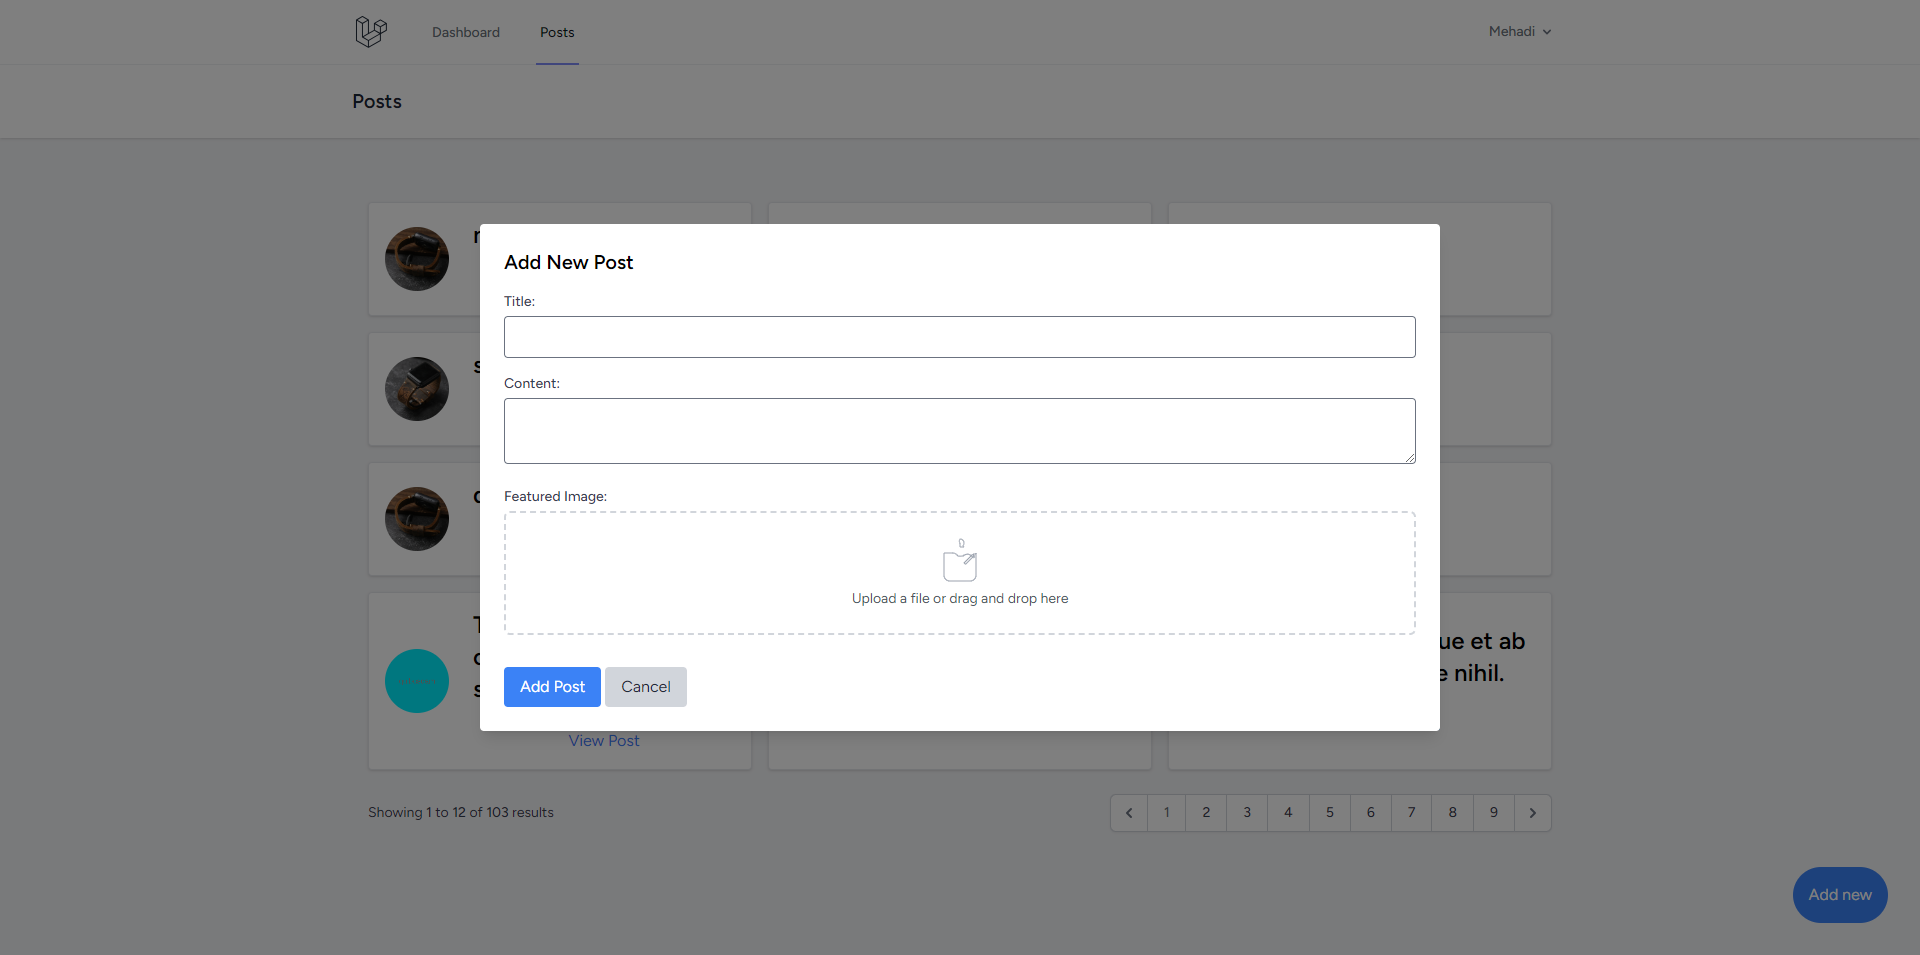 Dashboard
Posts
Mehadi
Posts
Add New Post
Title:
Content:
Featured Image:
Upload a file or drag and drop here
Add Post
Cancel
ue et ab
nihil.
View Post
Showing 1 to 12 of 103 results
1
2
3
4
5
6
7
8
9
Add new